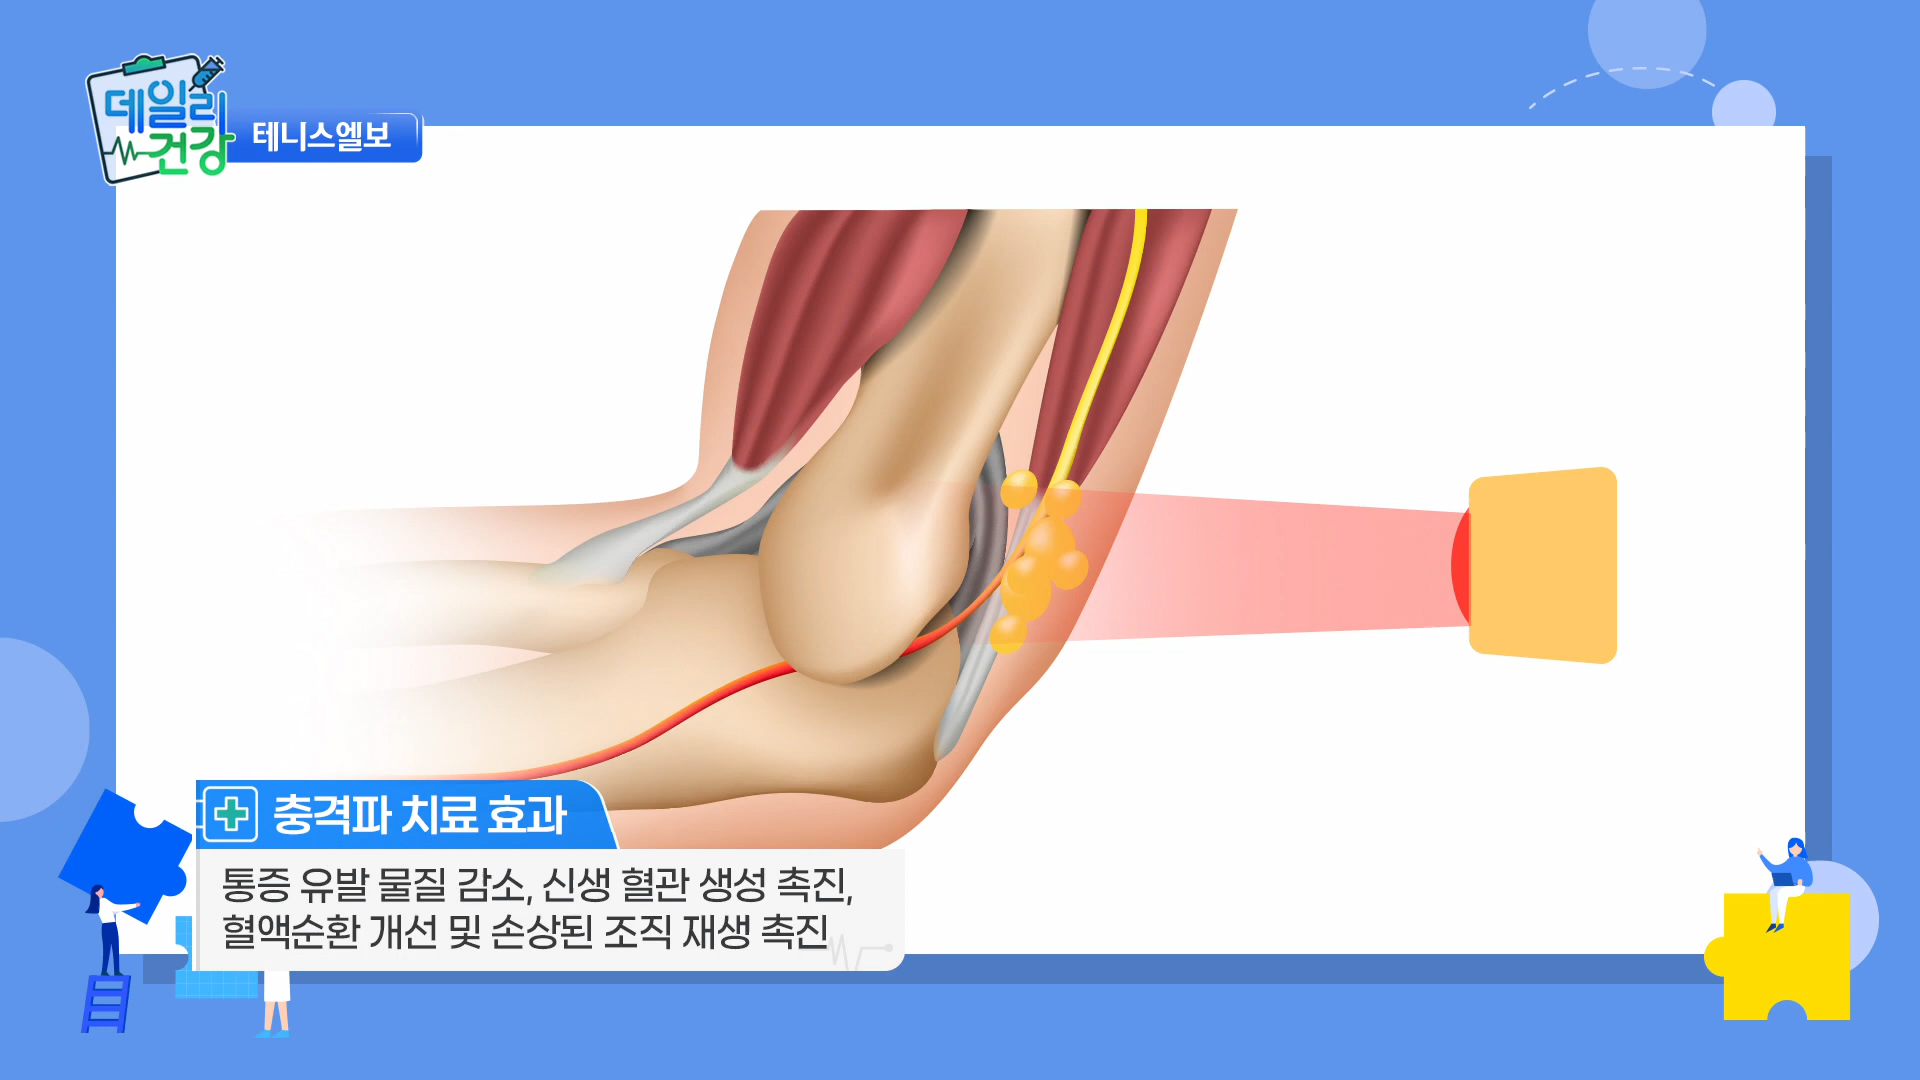 데일리
건강
테니스엘보
충격파 치료 효과
통증 유발 물질 감소, 신생 혈관 생성 촉진,
혈액순환 개선 및 손상된 조직 재생 촉진